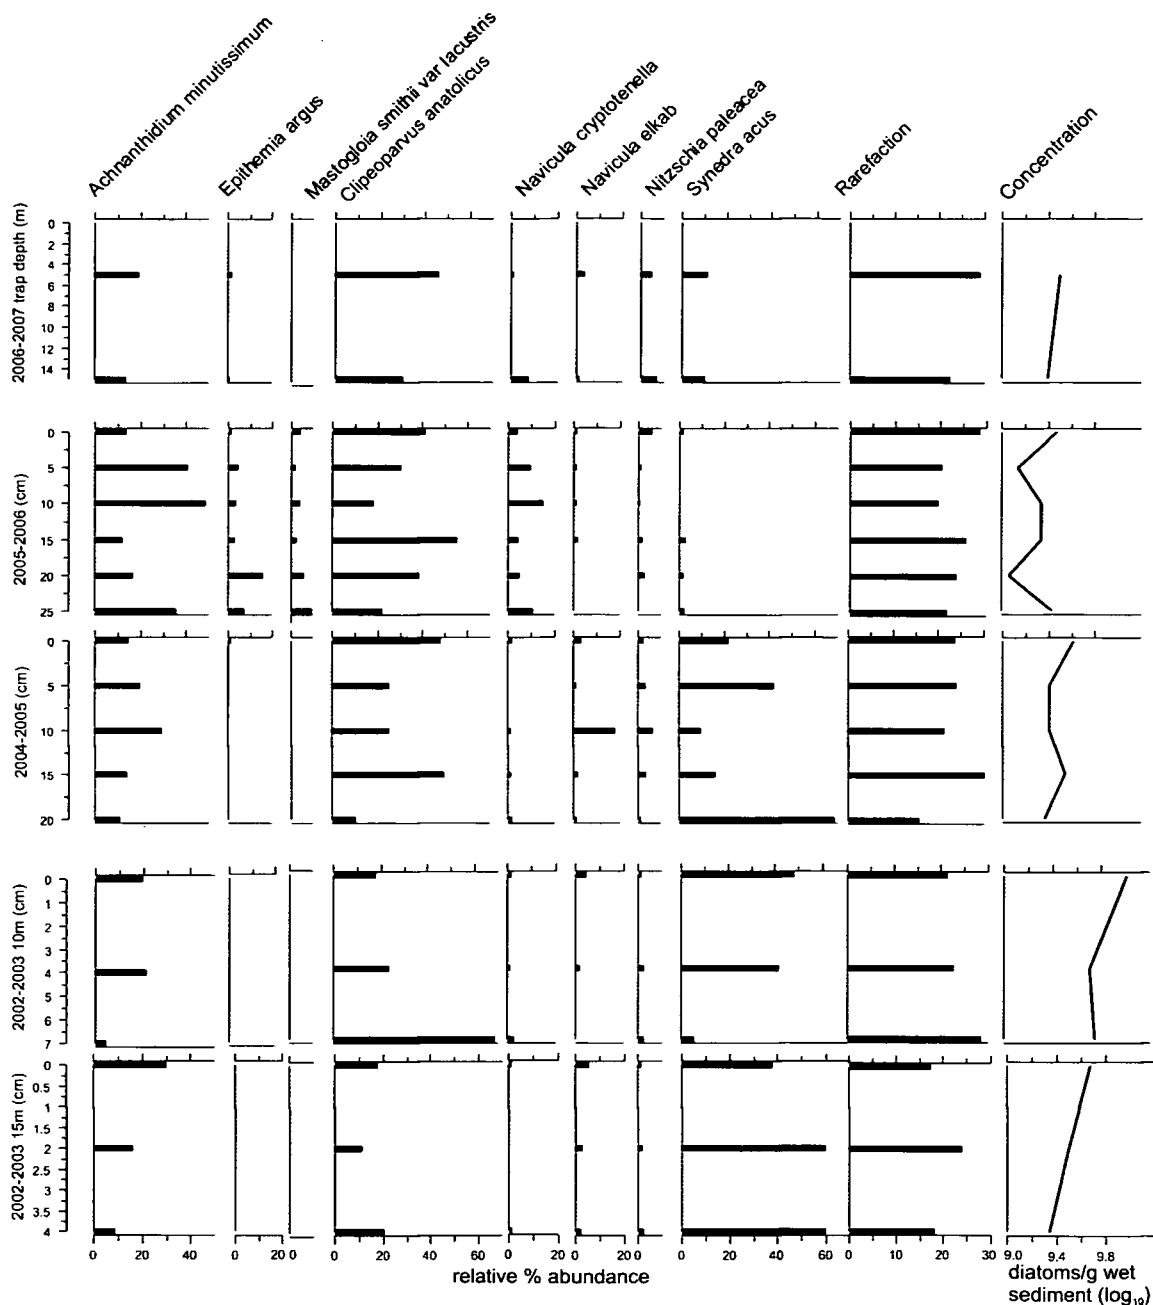 Achnanthidium minutissimum
Epithemia argus
Mastogloia smithii var lacustris
Clipeoparvus anatolicus
Navicula cryptotenella
Navicula elkab
Nitzschia paleacea
Synedra acus
Rarefaction
Concentration
2006-2007 trap depth (m)
0
2
4
6
8
10
12
14
2005-2006 (cm)
0
5
10
15
20
25
2004-2005 (cm)
0
5
10
15
20
2002-2003 10m (cm)
0
1
2
3
4
5
6
7
2002-2003 15m (cm)
0
0.5
1
1.5
2
2.5
3
3.5
4
0 20 40 0 20 0 0 20 40 60 0 20 0 20 0 0 20 40 60 0 10 20 30 9.0 9.4 9.8
relative % abundance
diatoms/g wet
sediment (log₁₀)